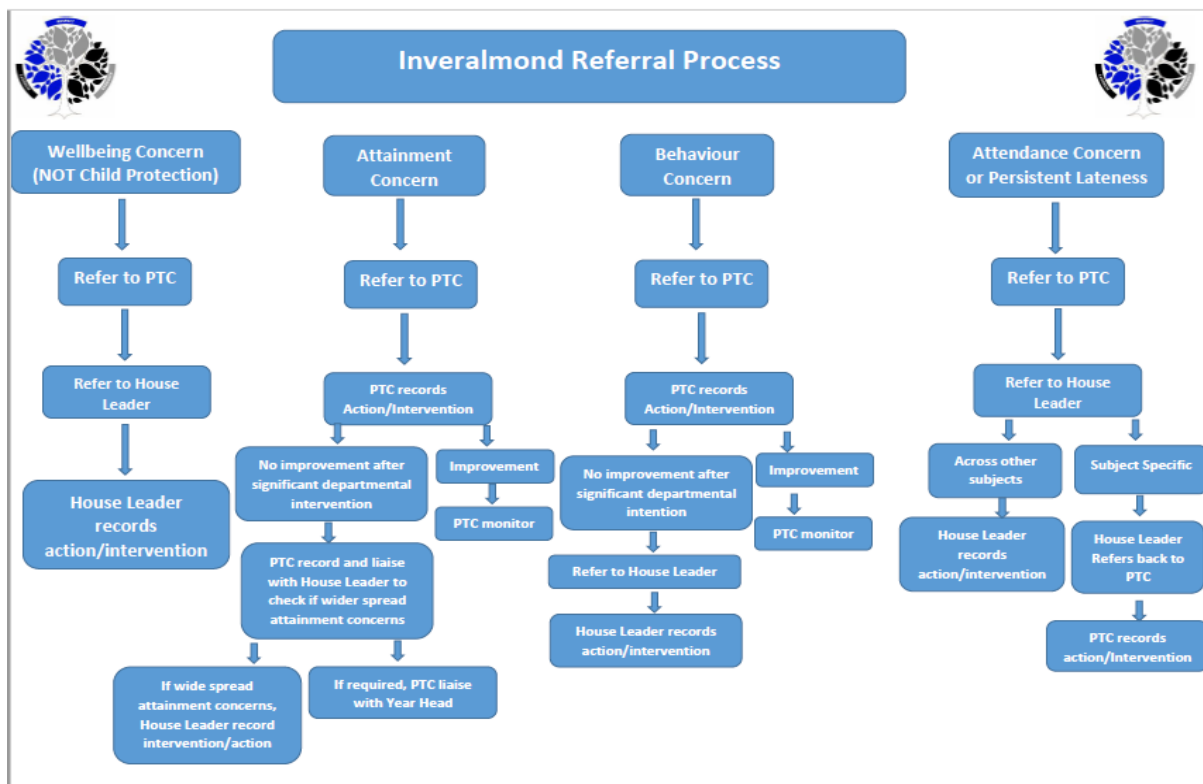 Inveralmond Referral Process
Wellbeing Concern
(NOT Child Protection)
Refer to PTC
Refer to House
Leader
House Leader
records
action/intervention
Attainment
Concern
Refer to PTC
PTC records
Action/Intervention
No improvement after
significant departmental
intervention
Improvement
PTC monitor
PTC record and liaise
with House Leader to
check if wider spread
attainment concerns
If wide spread
attainment concerns,
House Leader record
intervention/action
If required, PTC liaise
with Year Head
Behaviour
Concern
Refer to PTC
PTC records
Action/Intervention
No improvement after
significant departmental
intention
Improvement
PTC monitor
Refer to House Leader
House Leader records
action/intervention
Attendance Concern
or Persistent Lateness
Refer to PTC
Refer to House
Leader
Across other
subjects
House Leader
records
action/intervention
Subject Specific
House Leader
Refers back to
PTC
PTC records
action/Intervention